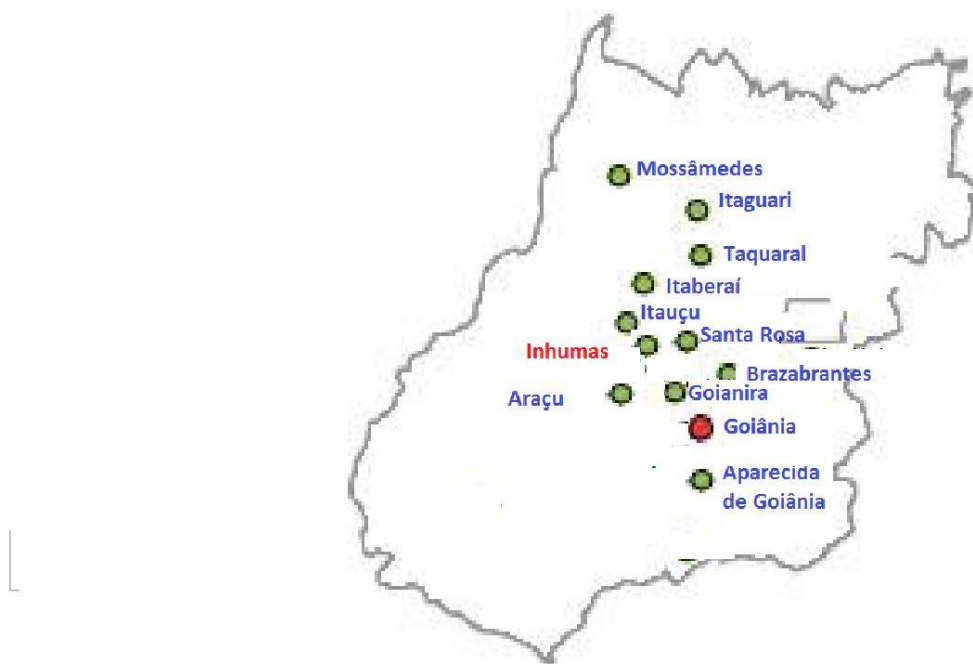 Mossâmedes
Itaguari
Taquaral
Itaberaí
Itauçu
Santa Rosa
Inhumas
Brazabrantes
Araçu
Goianira
Goiânia
Aparecida
de Goiânia